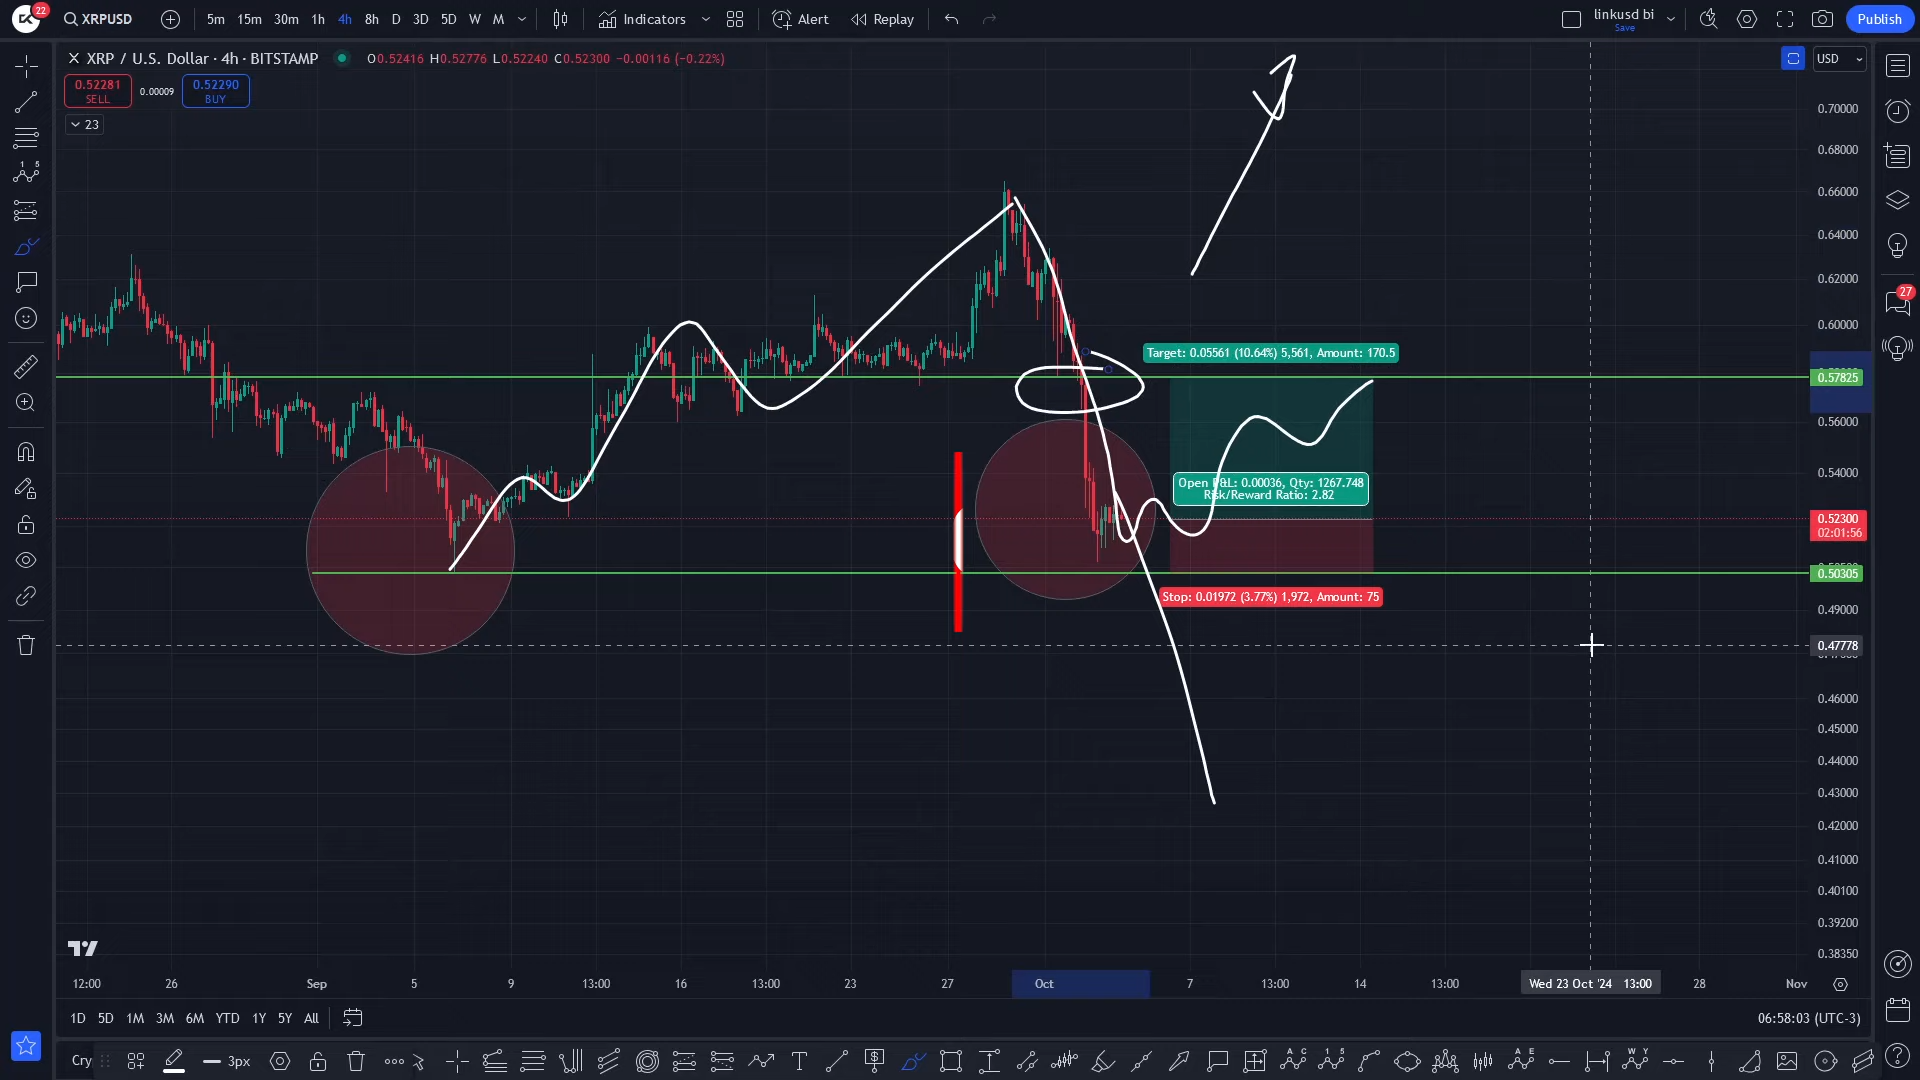 22
XRPUSD
5m 15m 30m 1h 4h 8h D 3D 5D W M
Indicators
Alert
Replay
linkusd bi
Save
Publish
XRP / U.S. Dollar · 4h · BITSTAMP
O0.52416 H0.52776 L0.52240 C0.52300 −0.00116 (−0.22%)
USD
0.52281
SELL
0.00009
0.52290
BUY
23
0.70000
0.68000
0.66000
0.64000
0.62000
27
0.60000
Target: 0.05561 (10.64%) 5,561, Amount: 170.5
0.57825
0.56000
0.54000
Open P&L: 0.00036, Qty: 1267.748
Risk/Reward Ratio: 2.82
0.52300
02:01:56
0.50305
Stop: 0.01972 (3.77%) 1,972, Amount: 75
0.49000
0.47778
0.46000
0.45000
0.44000
0.43000
0.42000
0.41000
0.40100
0.39200
0.38350
12:00 26 Sep 5 9 13:00 16 13:00 23 27 Oct 7 13:00 14 13:00 Wed 23 Oct '24 13:00 28 Nov
1D 5D 1M 3M 6M YTD 1Y 5Y All
06:58:03 (UTC-3)
Cry
3px